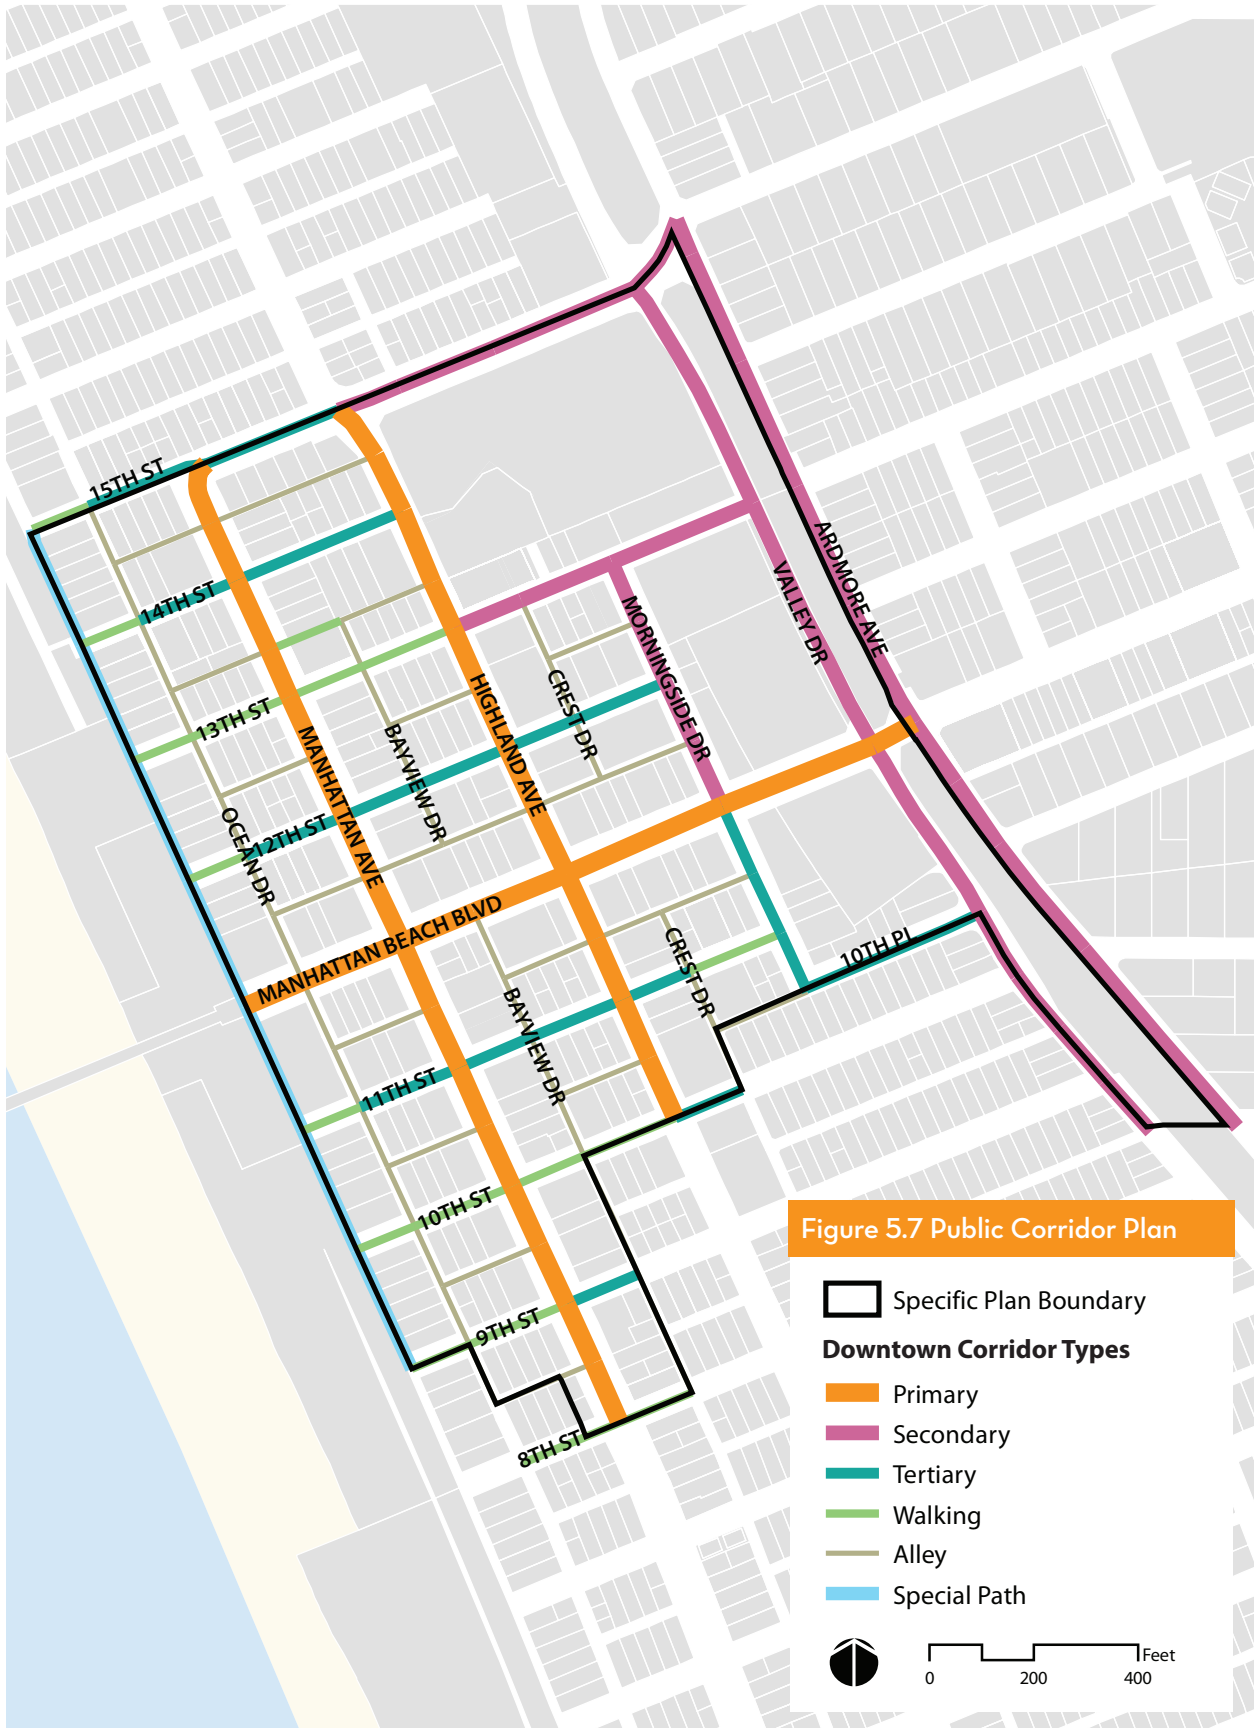 15TH ST
ARDMORE AVE
VALLEY DR
14TH ST
MORNINGSIDE DR
CREST DR
HIGHLAND AVE
13TH ST
BAYVIEW DR
MANHATTAN AVE
OCEAN DR
12TH ST
MANHATTAN BEACH BLVD
CREST DR
10TH PL
BAYVIEW DR
11TH ST
10TH ST
9TH ST
8TH ST
Figure 5.7 Public Corridor Plan
Specific Plan Boundary
Downtown Corridor Types
Primary
Secondary
Tertiary
Walking
Alley
Special Path
Feet
0 200 400